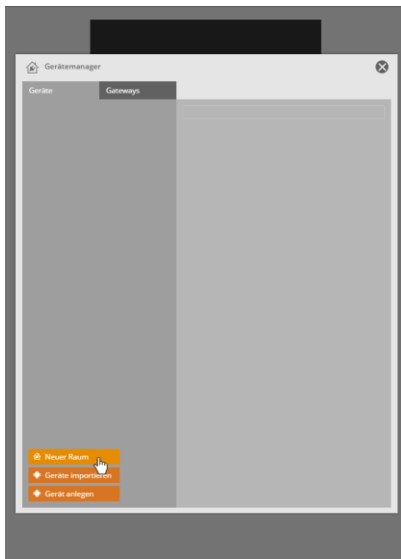 Gerätemanager
Geräte Gateways
Neuer Raum
Geräte importieren
Gerät anlegen